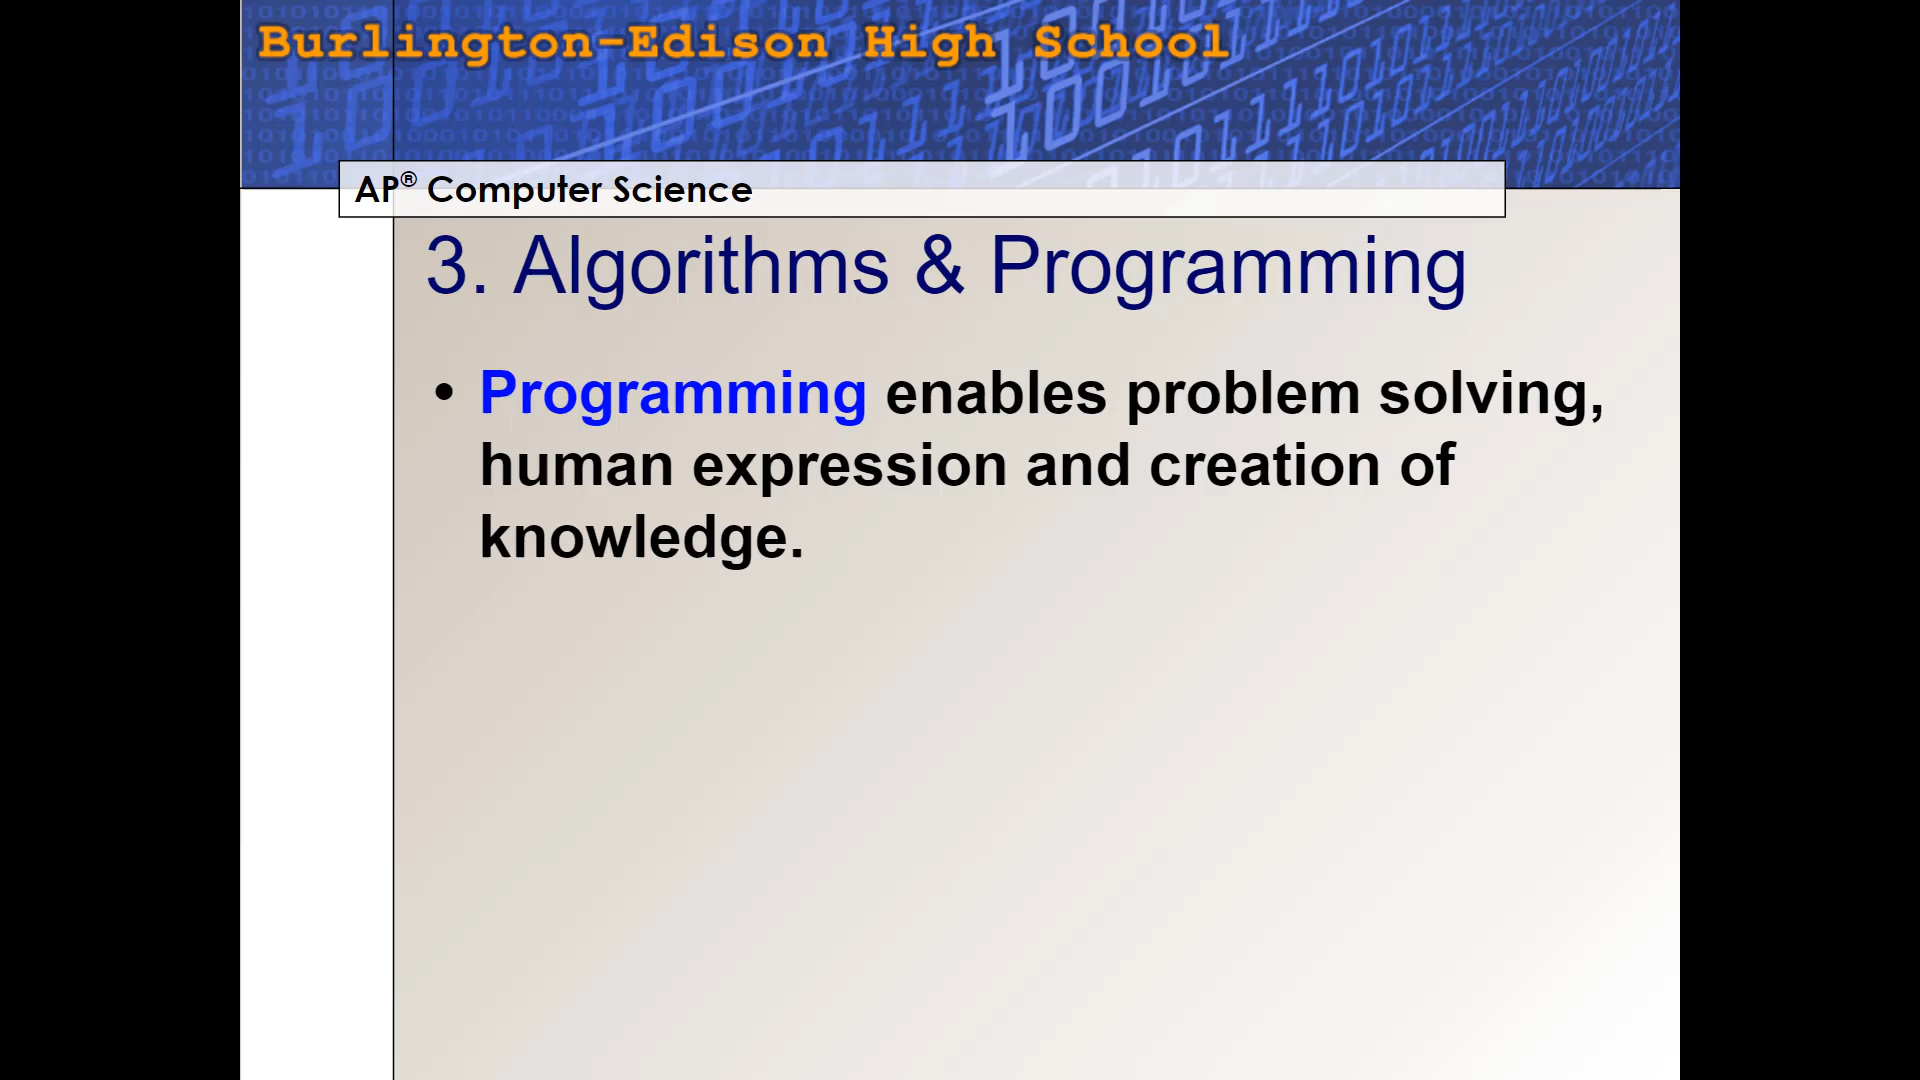 Burlington-Edison High School
AP® Computer Science
3. Algorithms & Programming
• Programming enables problem solving,
human expression and creation of
knowledge.